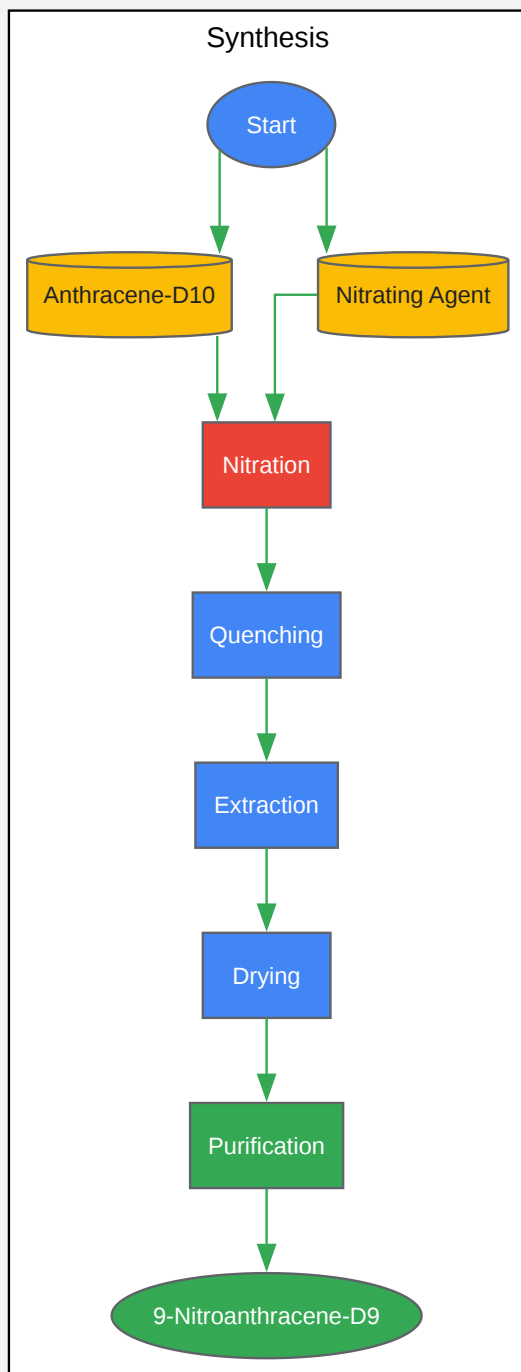 Synthesis
Start
Anthracene-D10
Nitrating Agent
Nitration
Quenching
Extraction
Drying
Purification
9-Nitroanthracene-D9